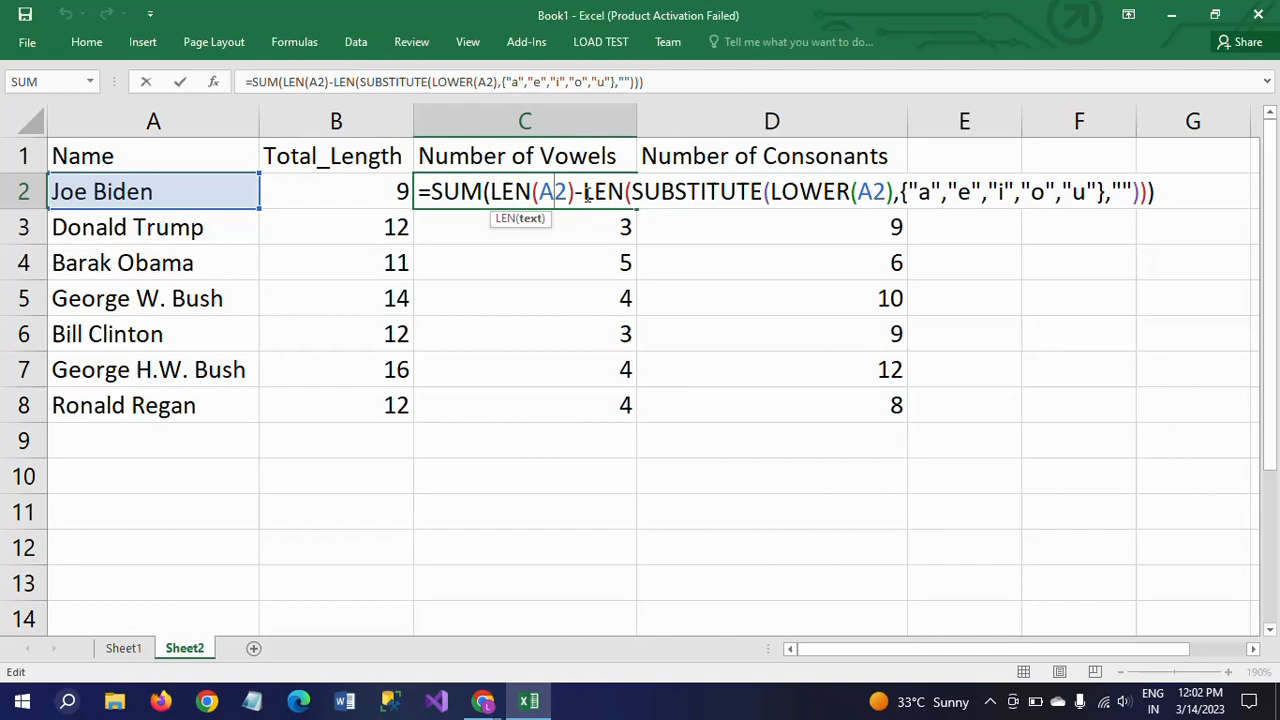 Book1 - Excel (Product Activation Failed)
File Home Insert Page Layout Formulas Data Review View Add-Ins LOAD TEST Team Tell me what you want to do... Share
SUM fx =SUM(LEN(A2)-LEN(SUBSTITUTE(LOWER(A2),{"a","e","i","o","u"},"")))
A B C D E F G
1 Name Total_Length Number of Vowels Number of Consonants
2 Joe Biden 9 =SUM(LEN(A2)-LEN(SUBSTITUTE(LOWER(A2),{"a","e","i","o","u"},"")))
LEN(text)
3 Donald Trump 12 3 9
4 Barak Obama 11 5 6
5 George W. Bush 14 4 10
6 Bill Clinton 12 3 9
7 George H.W. Bush 16 4 12
8 Ronald Regan 12 4 8
9
10
11
12
13
14
Sheet1 Sheet2
Edit 190%
33°C Sunny ENG 12:02 PM
IN 3/14/2023